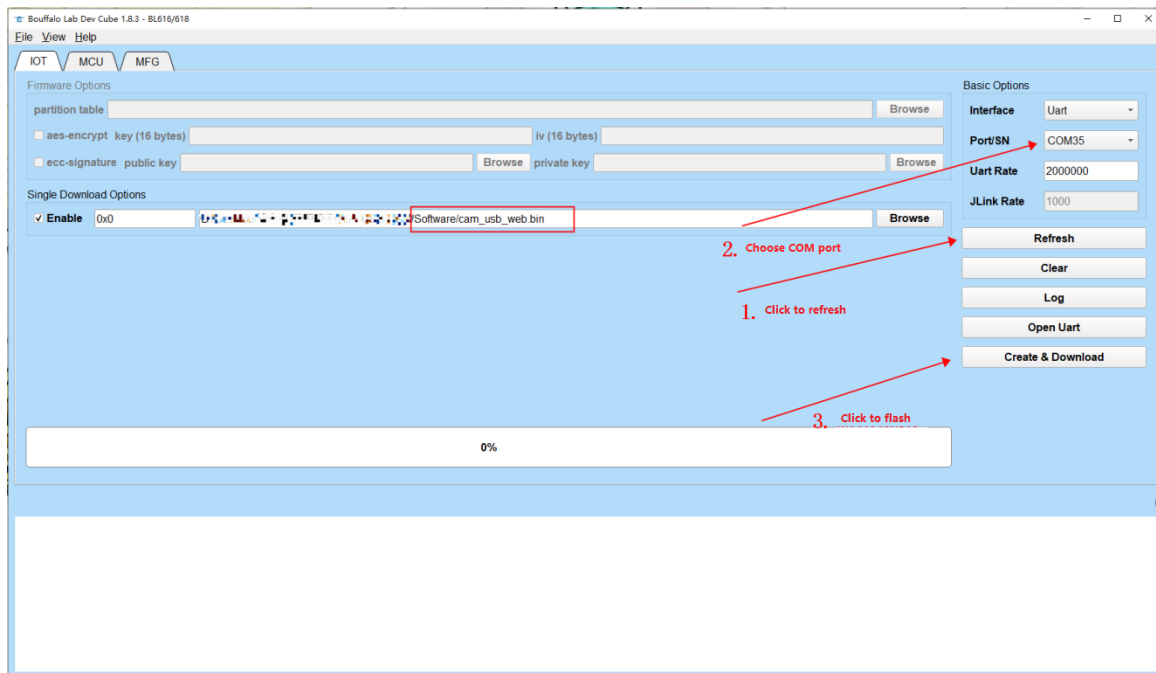 Bouffalo Lab Dev Cube 1.8.3 - BL616/618
File View Help
IOT MCU MFG
Firmware Options
partition table Browse
aes-encrypt key (16 bytes) iv (16 bytes)
ecc-signature public key Browse private key Browse
Single Download Options
Enable 0x0 /Software/cam_usb_web.bin Browse
Basic Options
Interface Uart
Port/SN COM35
Uart Rate 2000000
JLink Rate 1000
Refresh
Clear
Log
Open Uart
Create & Download
2. Choose COM port
1. Click to refresh
3. Click to flash
0%